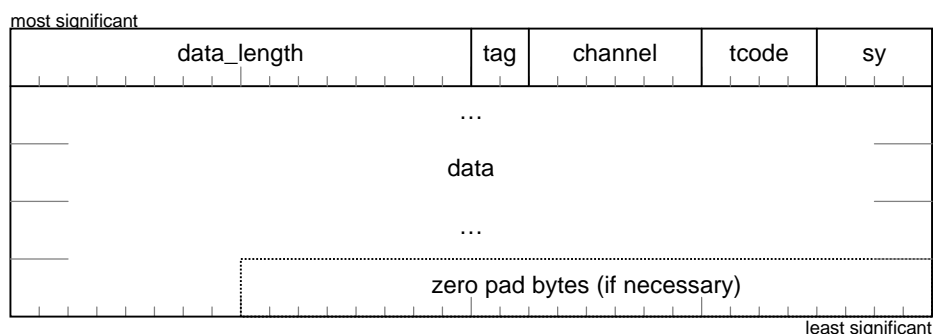 most significant
data_length tag channel tcode sy
...
data
...
zero pad bytes (if necessary)
least significant